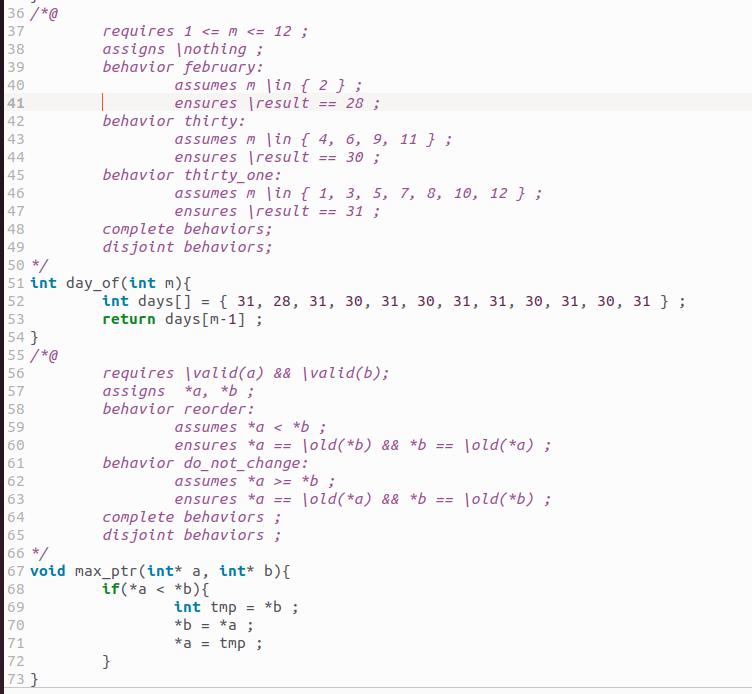 36 /*@
37 requires 1 <= m <= 12 ;
38 assigns \nothing ;
39 behavior february:
40 assumes m \in { 2 } ;
41 ensures \result == 28 ;
42 behavior thirty:
43 assumes m \in { 4, 6, 9, 11 } ;
44 ensures \result == 30 ;
45 behavior thirty_one:
46 assumes m \in { 1, 3, 5, 7, 8, 10, 12 } ;
47 ensures \result == 31 ;
48 complete behaviors;
49 disjoint behaviors;
50 */
51 int day_of(int m){
52 int days[] = { 31, 28, 31, 30, 31, 30, 31, 31, 30, 31, 30, 31 } ;
53 return days[m-1] ;
54 }
55 /*@
56 requires \valid(a) && \valid(b);
57 assigns  *a, *b ;
58 behavior reorder:
59 assumes *a < *b ;
60 ensures *a == \old(*b) && *b == \old(*a) ;
61 behavior do_not_change:
62 assumes *a >= *b ;
63 ensures *a == \old(*a) && *b == \old(*b) ;
64 complete behaviors ;
65 disjoint behaviors ;
66 */
67 void max_ptr(int* a, int* b){
68 if(*a < *b){
69 int tmp = *b ;
70 *b = *a ;
71 *a = tmp ;
72 }
73 }